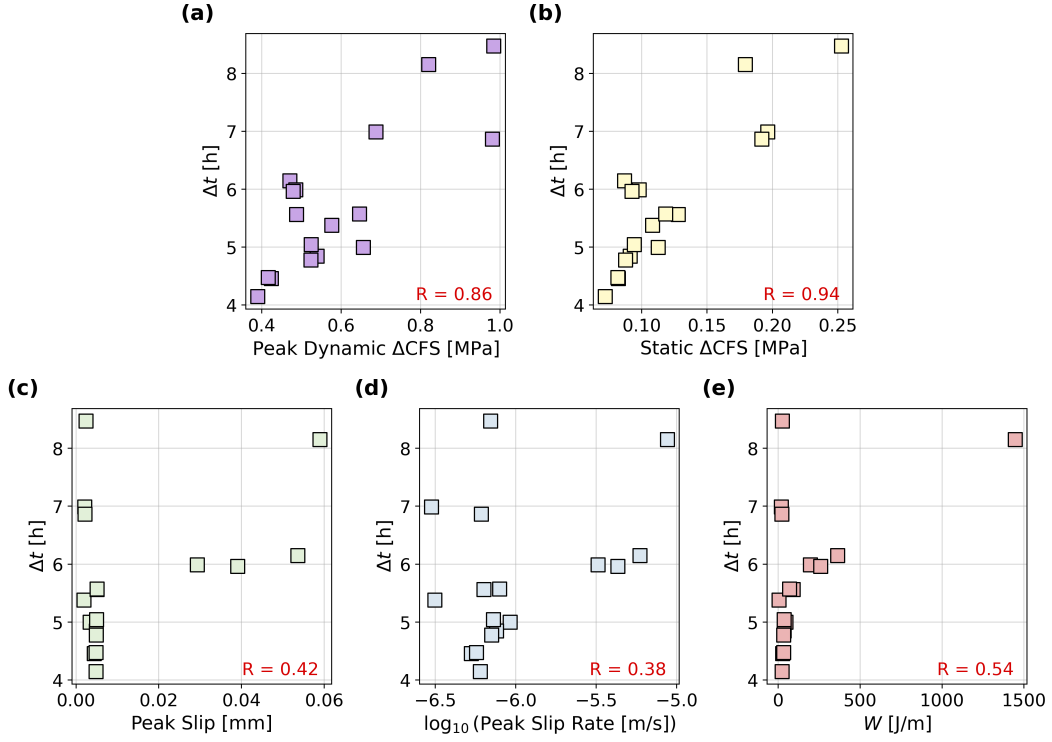 (a)
(b)
8
7
6
5
4
Δt [h]
R = 0.86
0.4 0.6 0.8 1.0
Peak Dynamic ΔCFS [MPa]
8
7
6
5
4
Δt [h]
R = 0.94
0.10 0.15 0.20 0.25
Static ΔCFS [MPa]
(c)
(d)
(e)
8
7
6
5
4
Δt [h]
R = 0.42
0.00 0.02 0.04 0.06
Peak Slip [mm]
8
7
6
5
4
Δt [h]
R = 0.38
−6.5 −6.0 −5.5 −5.0
log₁₀(Peak Slip Rate [m/s])
8
7
6
5
4
Δt [h]
R = 0.54
0 500 1000 1500
W [J/m]